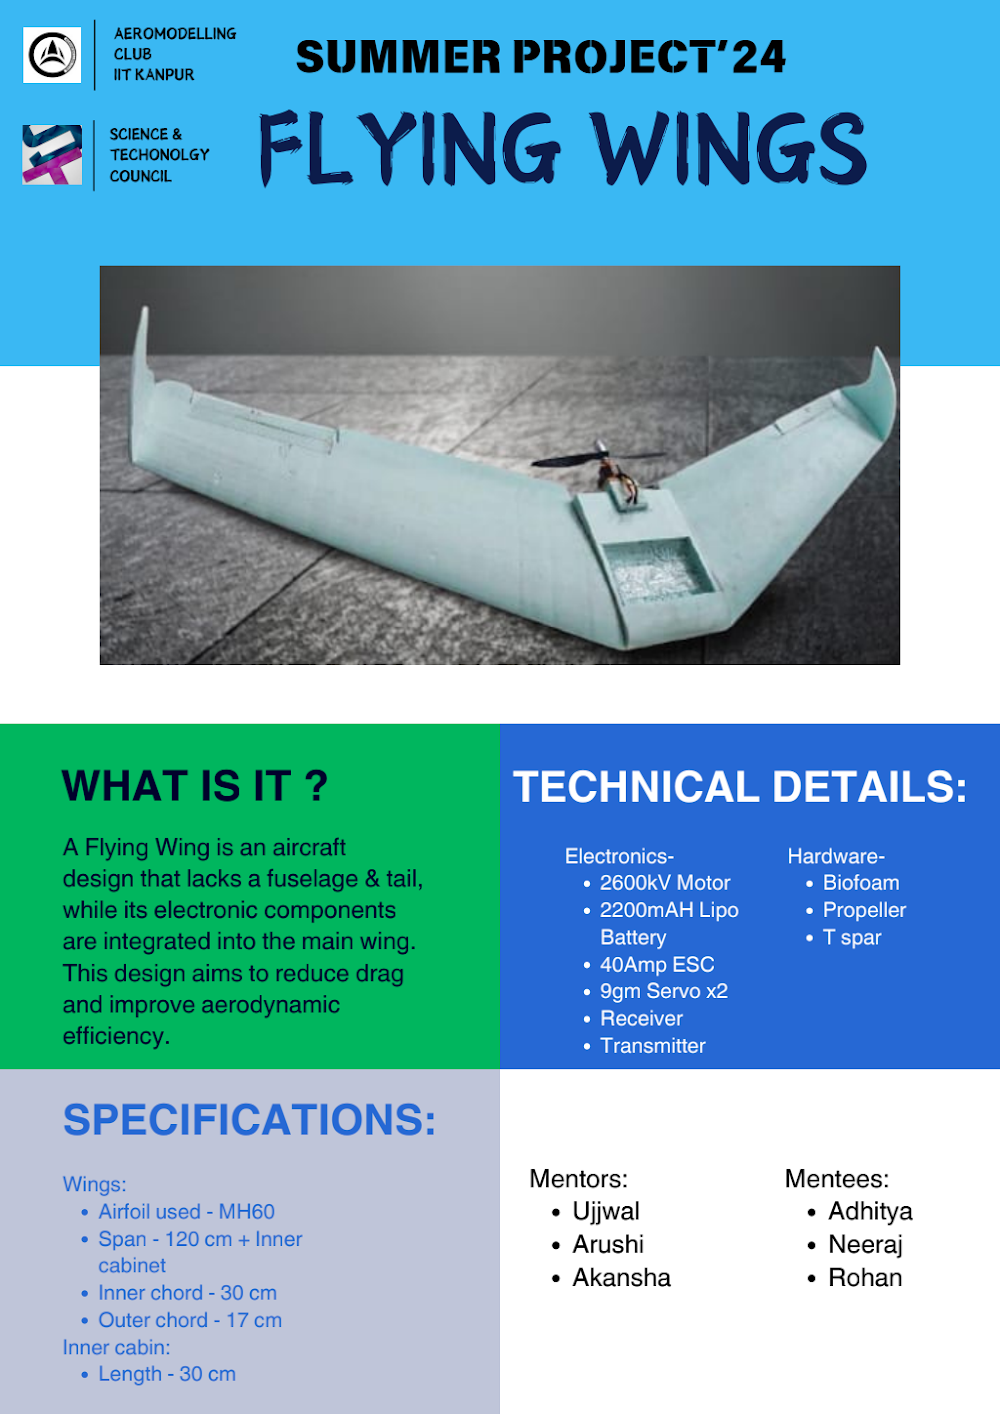 AEROMODELLING
CLUB
IIT KANPUR
SUMMER PROJECT'24
SCIENCE &
TECHONOLGY
COUNCIL
FLYING WINGS
WHAT IS IT ?
A Flying Wing is an aircraft
design that lacks a fuselage & tail,
while its electronic components
are integrated into the main wing.
This design aims to reduce drag
and improve aerodynamic
efficiency.
TECHNICAL DETAILS:
Electronics-
• 2600kV Motor
• 2200mAH Lipo
Battery
• 40Amp ESC
• 9gm Servo x2
• Receiver
• Transmitter
Hardware-
• Biofoam
• Propeller
• T spar
SPECIFICATIONS:
Wings:
• Airfoil used - MH60
• Span - 120 cm + Inner
cabinet
• Inner chord - 30 cm
• Outer chord - 17 cm
Inner cabin:
• Length - 30 cm
Mentors:
• Ujjwal
• Arushi
• Akansha
Mentees:
• Adhitya
• Neeraj
• Rohan